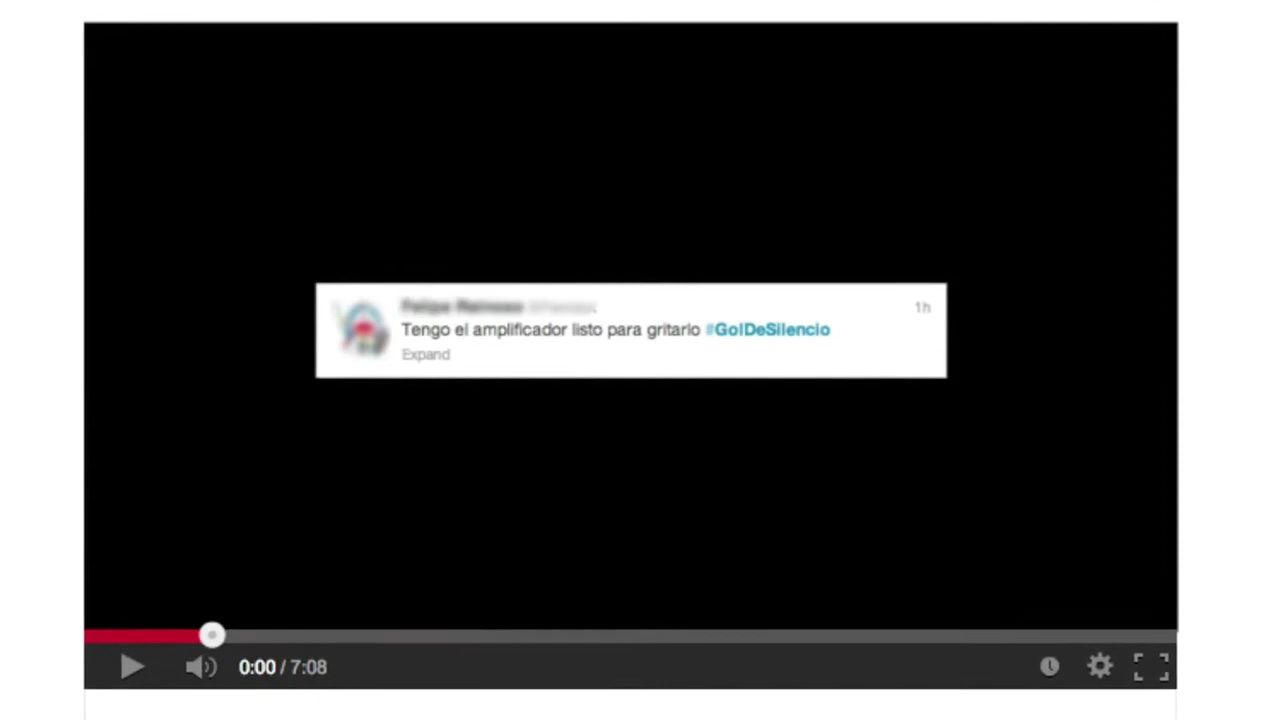 1h
Tengo el amplificador listo para gritarlo #GolDeSilencio
Expand
0:00 / 7:08